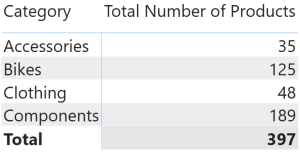 Category Total Number of Products
Accessories 35
Bikes 125
Clothing 48
Components 189
Total 397